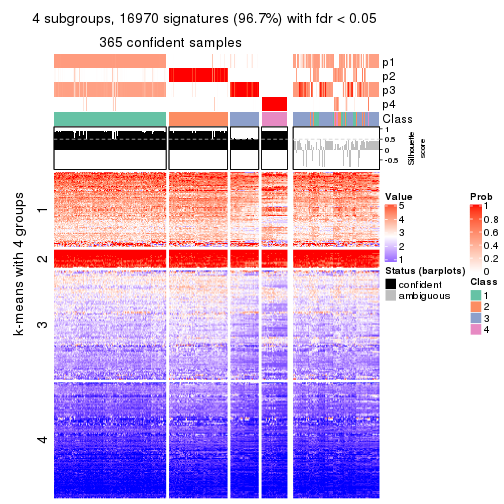 4 subgroups, 16970 signatures (96.7%) with fdr < 0.05
365 confident samples
p1
p2
p3
p4
Class
1
0.5
0
-0.5
Silhouette
score
k-means with 4 groups
1
2
3
4
Value
5
4
3
2
1
Status (barplots)
confident
ambiguous
Prob
1
0.8
0.6
0.4
0.2
0
Class
1
2
3
4